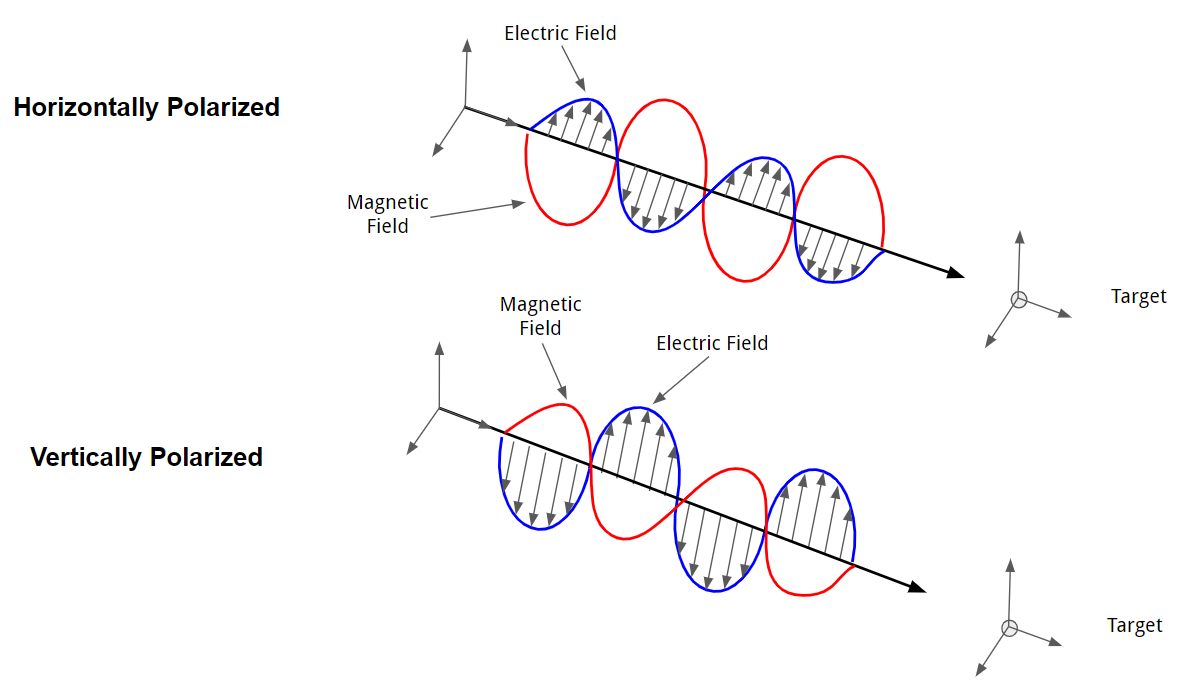 Electric Field
Horizontally Polarized
Magnetic
Field
Target
Magnetic
Field
Electric Field
Vertically Polarized
Target